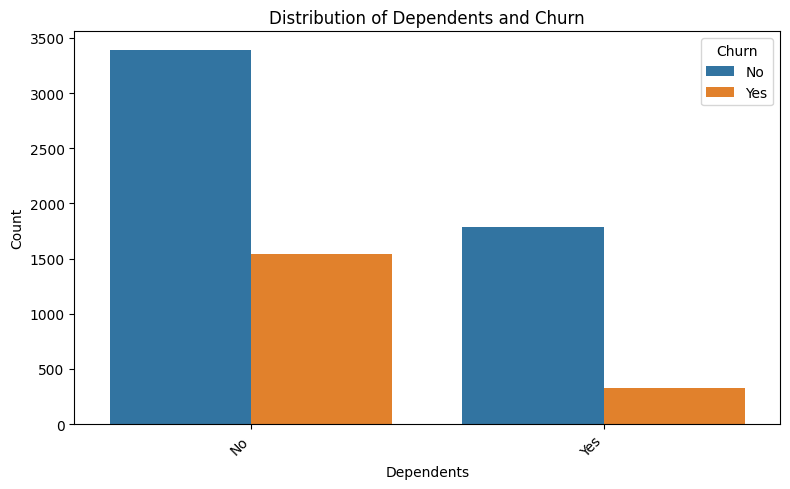 Distribution of Dependents and Churn
Churn
No
Yes
3500
3000
2500
2000
1500
1000
500
0
Count
No
Yes
Dependents